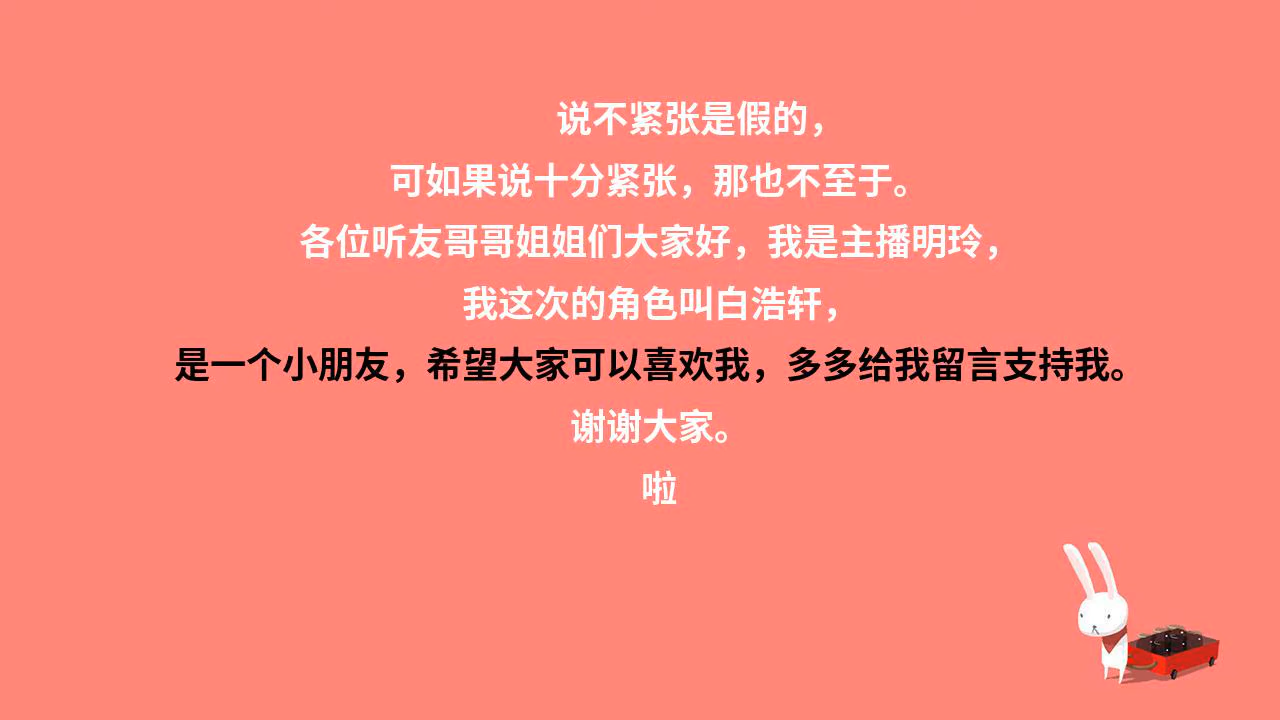 说不紧张是假的，
可如果说十分紧张，那也不至于。
各位听友哥哥姐姐们大家好，我是主播明玲，
我这次的角色叫白浩轩，
是一个小朋友，希望大家可以喜欢我，多多给我留言支持我。
谢谢大家。
啦